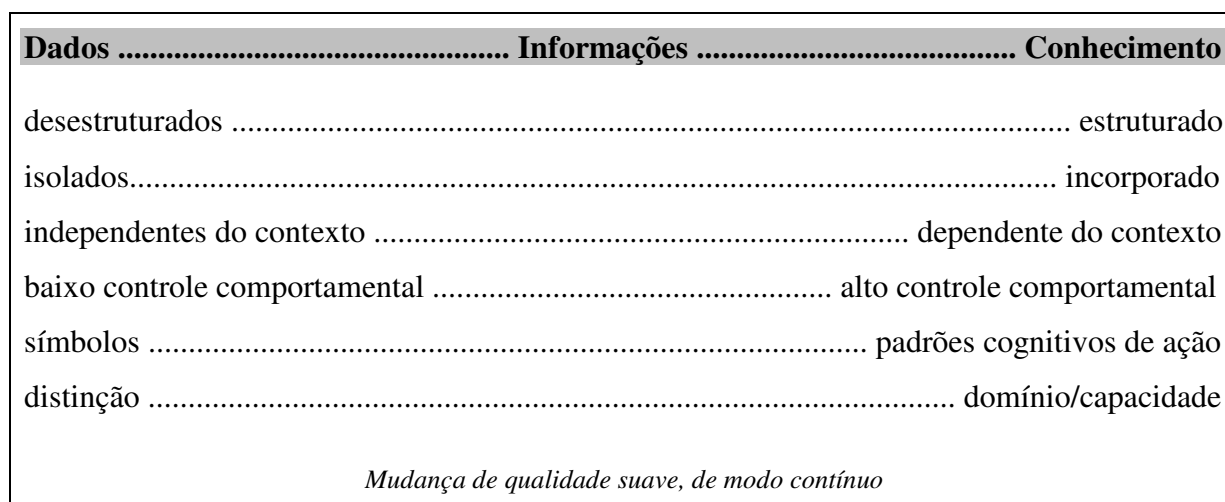 Dados ................................................. Informações ........................................ Conhecimento
desestruturados ......................................................................................................... estruturado
isolados.................................................................................................................... incorporado
independentes do contexto ................................................................... dependente do contexto
baixo controle comportamental .................................................. alto controle comportamental
símbolos .......................................................................................... padrões cognitivos de ação
distinção ..................................................................................................... domínio/capacidade
Mudança de qualidade suave, de modo contínuo